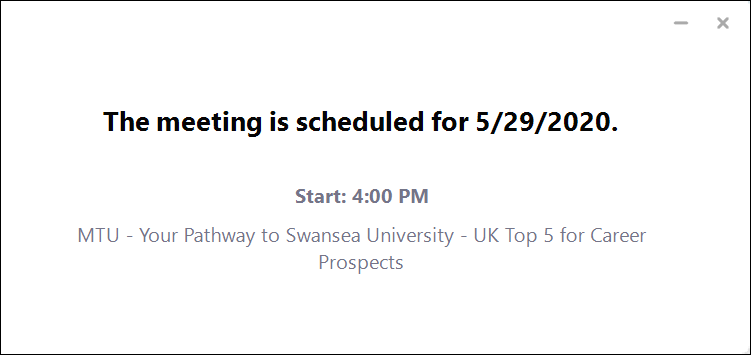 The meeting is scheduled for 5/29/2020.
Start: 4:00 PM
MTU - Your Pathway to Swansea University - UK Top 5 for Career
Prospects